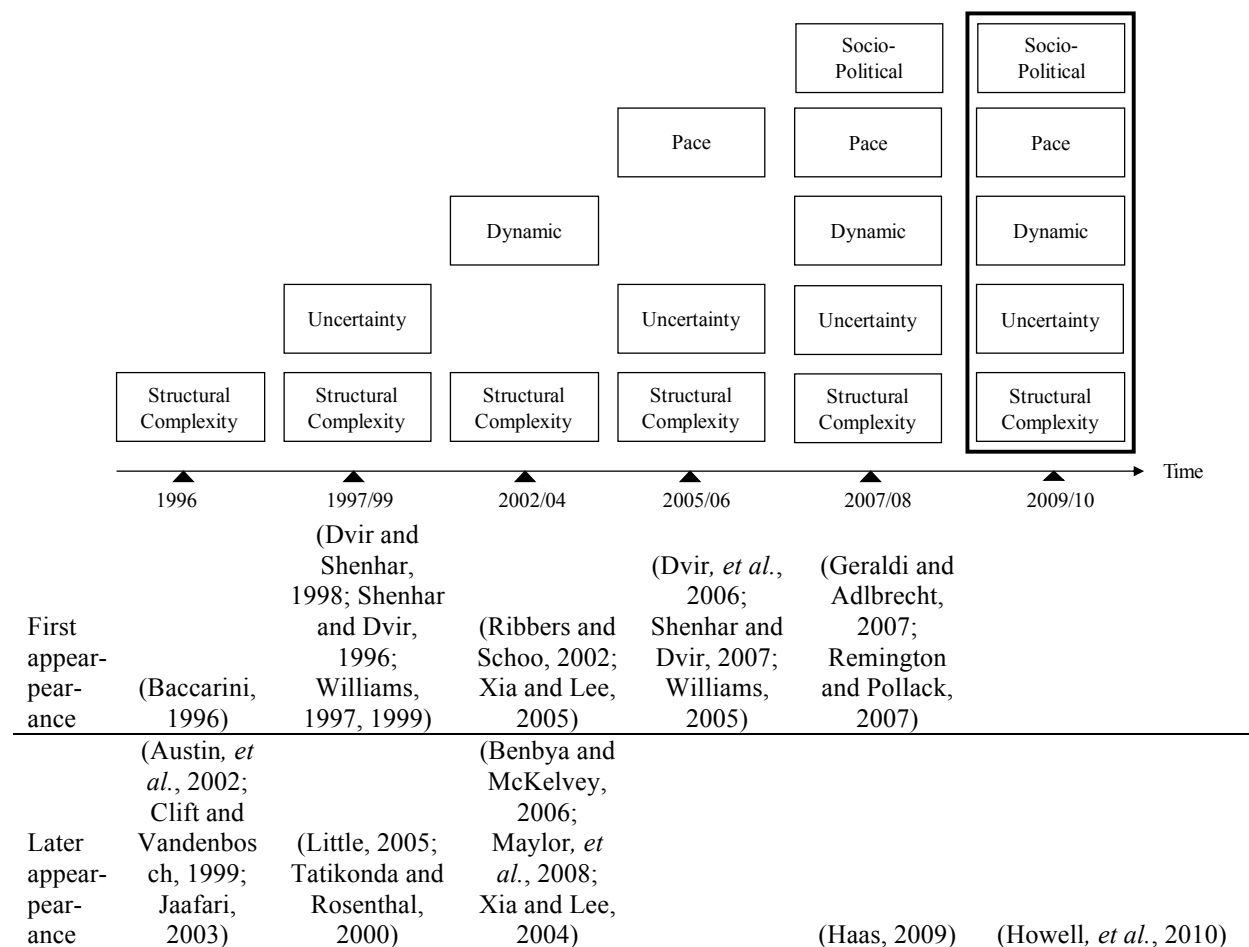 Socio-
Political
Socio-
Political
Pace
Pace
Pace
Dynamic
Dynamic
Dynamic
Uncertainty
Uncertainty
Uncertainty
Uncertainty
Structural
Complexity
Structural
Complexity
Structural
Complexity
Structural
Complexity
Structural
Complexity
Structural
Complexity
Time
1996
1997/99
2002/04
2005/06
2007/08
2009/10
First
appear-
pear-
ance
(Baccarini,
1996)
(Dvir and
Shenhar,
1998; Shenhar
and Dvir,
1996;
Williams,
1997, 1999)
(Ribbers and
Schoo, 2002;
Xia and Lee,
2005)
(Dvir, et al.,
2006;
Shenhar and
Dvir, 2007;
Williams,
2005)
(Geraldi and
Adlbrecht,
2007;
Remington
and Pollack,
2007)
Later
appear-
pear-
ance
(Austin, et
al., 2002;
Clift and
Vandenbos
ch, 1999;
Jaafari,
2003)
(Little, 2005;
Tatikonda and
Rosenthal,
2000)
(Benbya and
McKelvey,
2006;
Maylor, et
al., 2008;
Xia and Lee,
2004)
(Haas, 2009)
(Howell, et al., 2010)